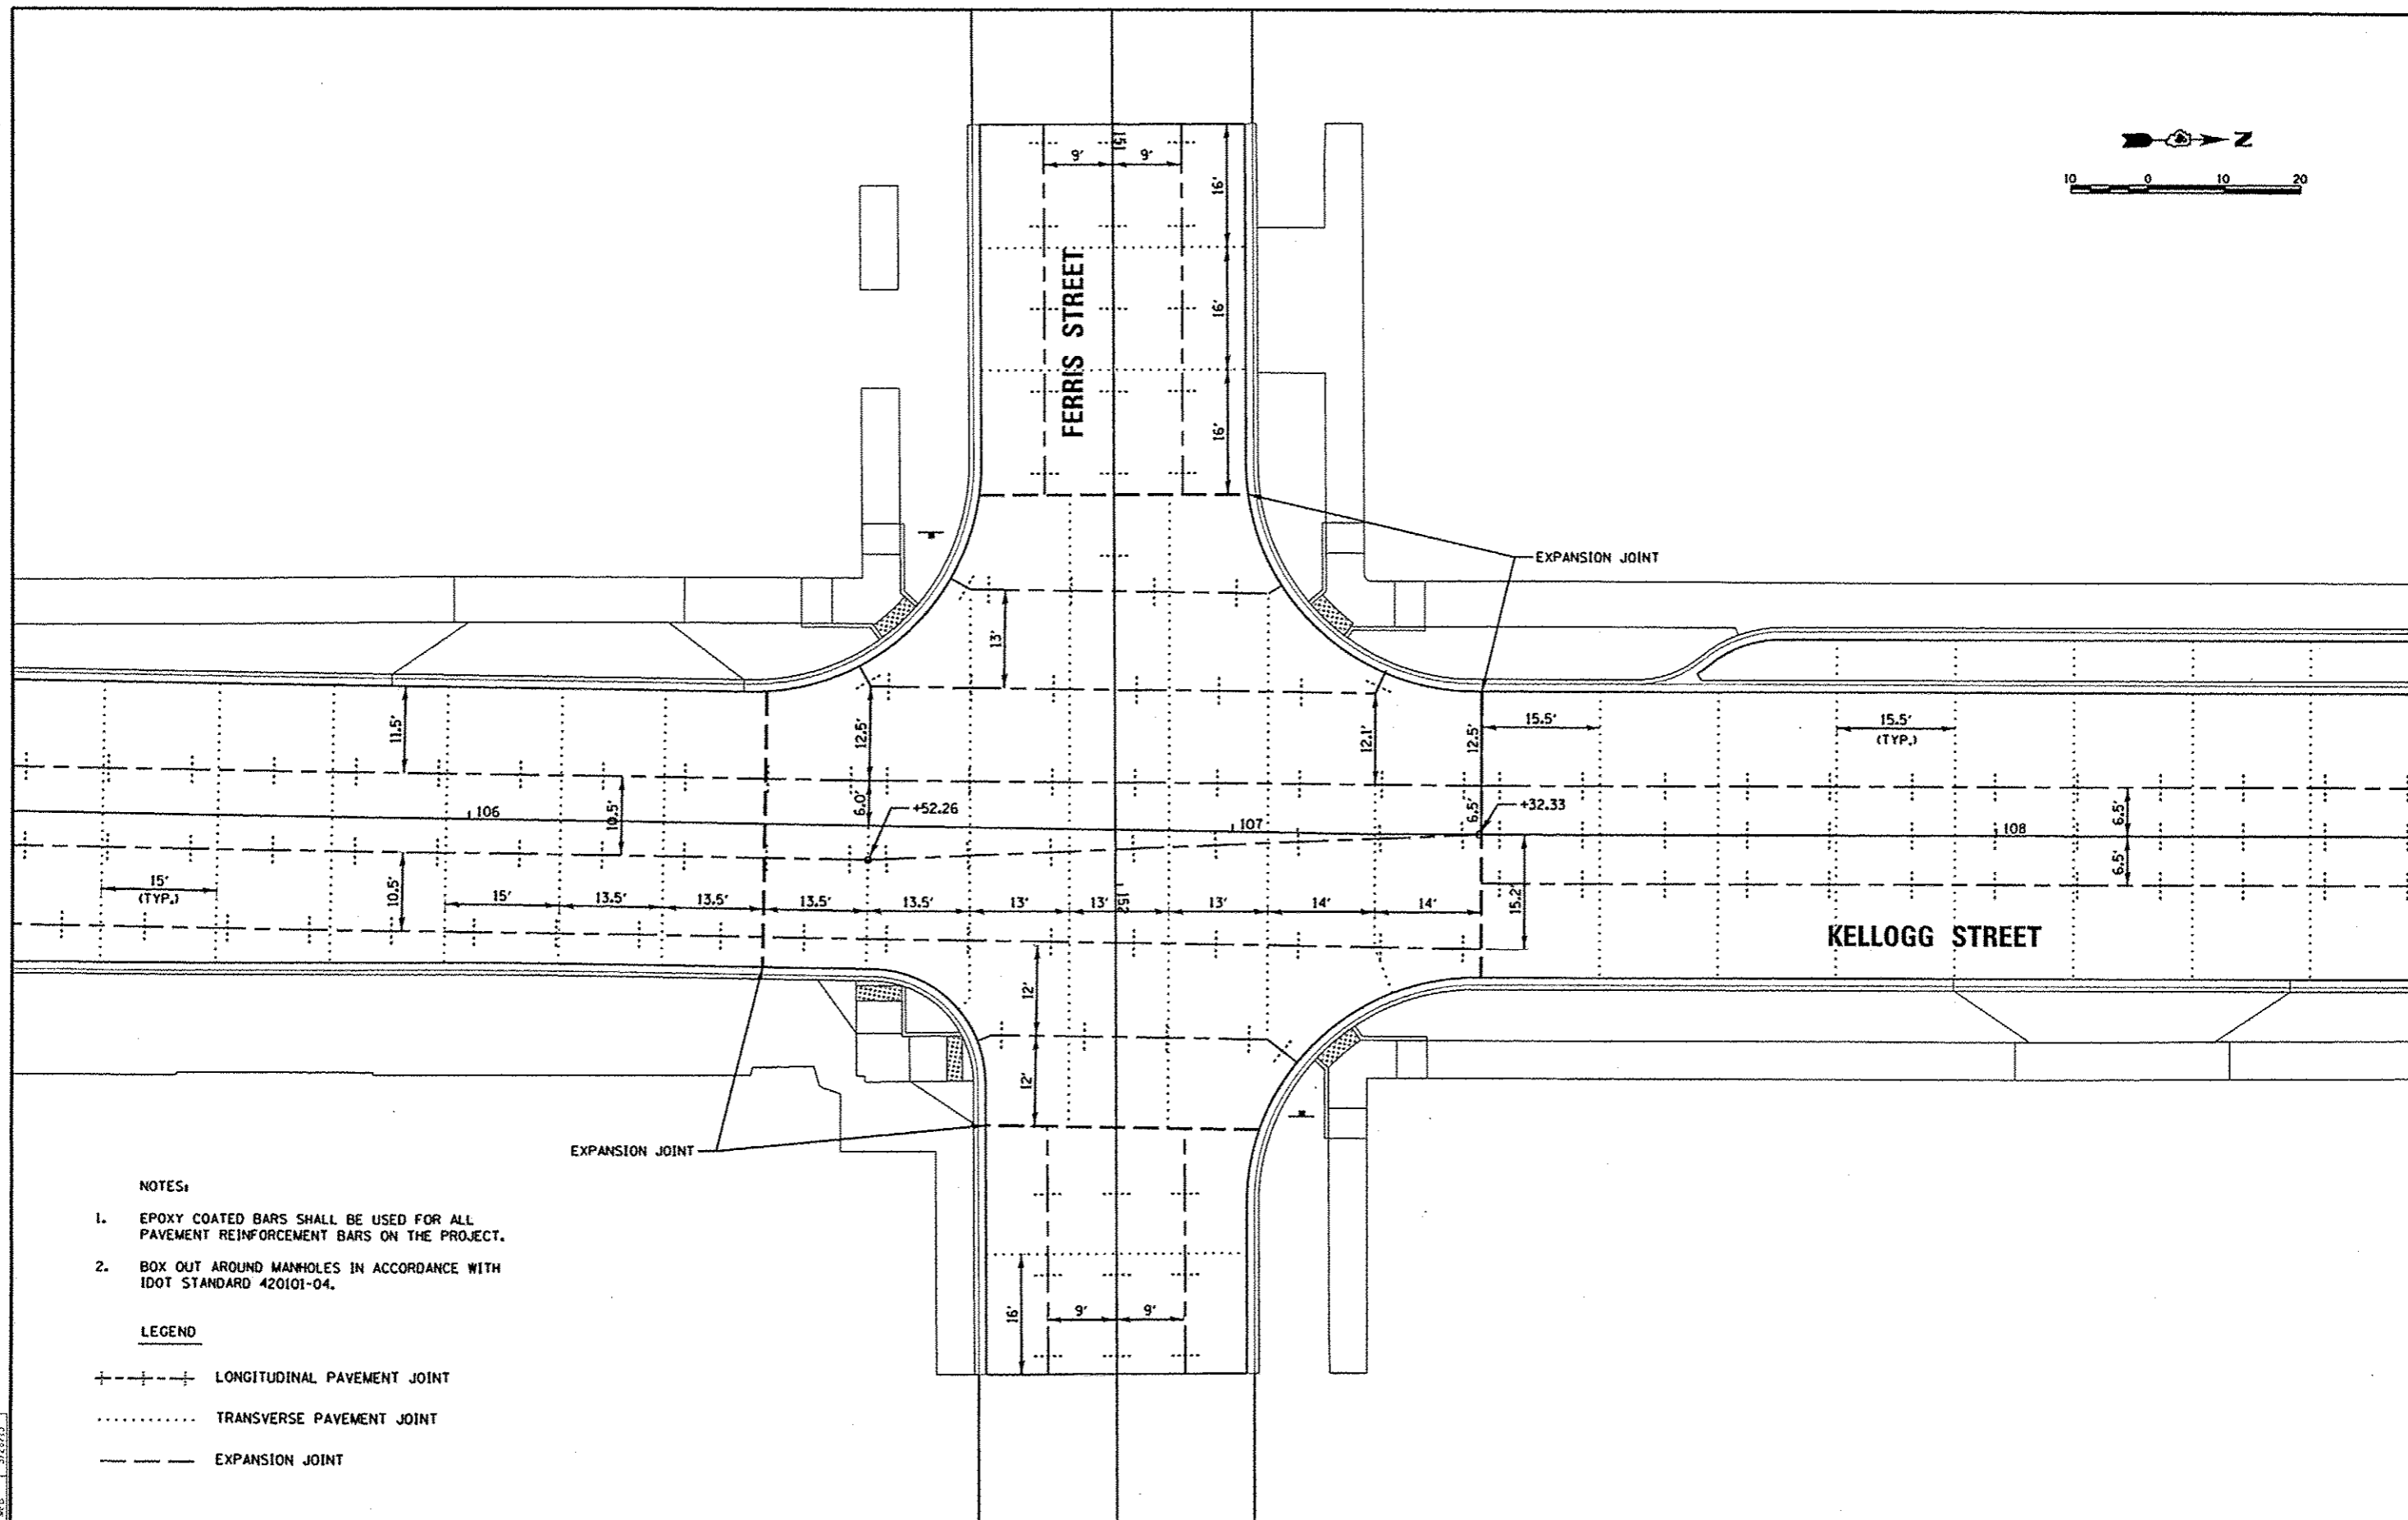 151
9'
9'
16'
16'
16'
FERRIS STREET
N
10
0
10
20
EXPANSION JOINT
13'
11.5'
12.5'
12.1'
12.5'
15.5'
15.5'
(TYP.)
106
10.5'
6.0'
+52.26
107
6.5'
+32.33
108
6.5'
6.5'
15'
(TYP.)
10.5'
15'
13.5'
13.5'
13.5'
13.5'
13'
13'
152
13'
14'
14'
15.2'
KELLOGG STREET
12'
12'
EXPANSION JOINT
16'
9'
9'
NOTES:
1. EPOXY COATED BARS SHALL BE USED FOR ALL
PAVEMENT REINFORCEMENT BARS ON THE PROJECT.
2. BOX OUT AROUND MANHOLES IN ACCORDANCE WITH
IDOT STANDARD 420101-04.
LEGEND
LONGITUDINAL PAVEMENT JOINT
TRANSVERSE PAVEMENT JOINT
EXPANSION JOINT